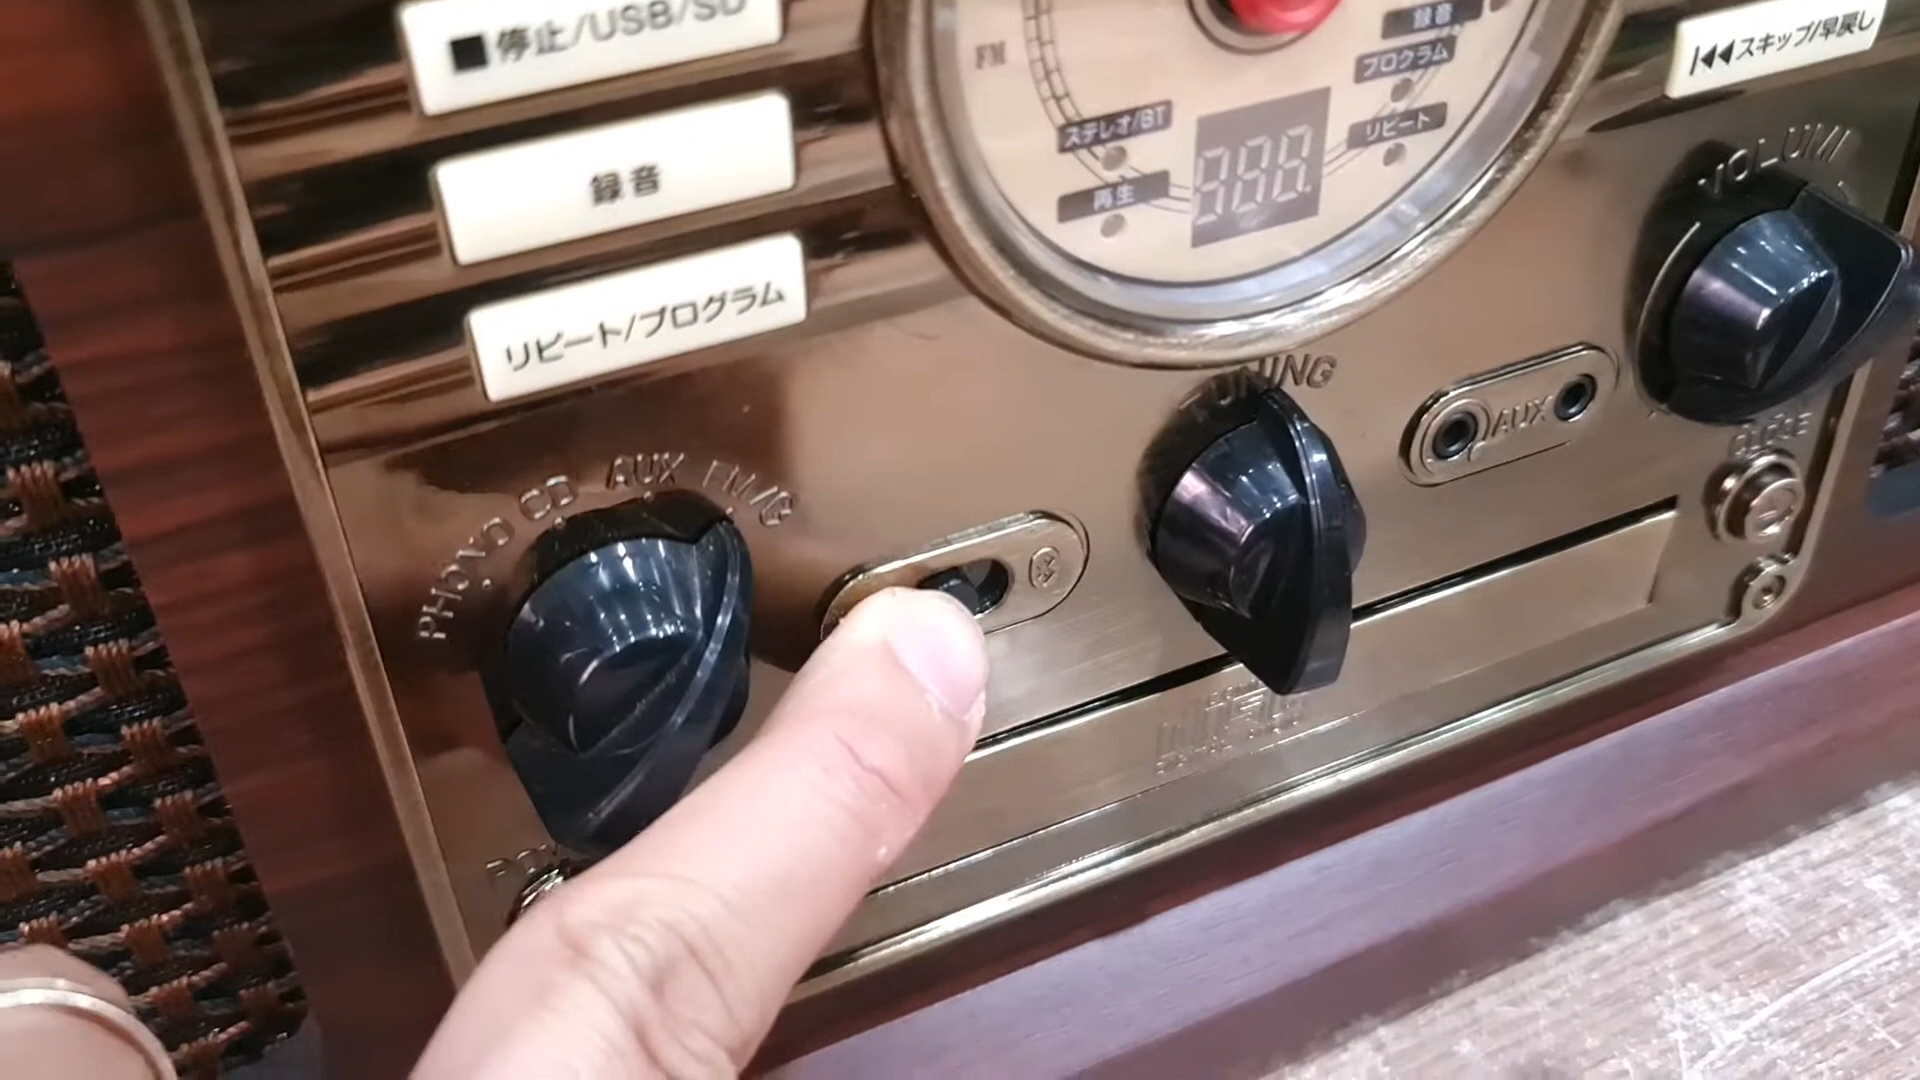 ■停止/USB/SD
録音
リピート/プログラム
FM
ステレオ/BT
再生
888
録音
プログラム
リピート
|◀◀スキップ/早戻し
VOLUME
TUNING
AUX
PHONO CD AUX FM/G